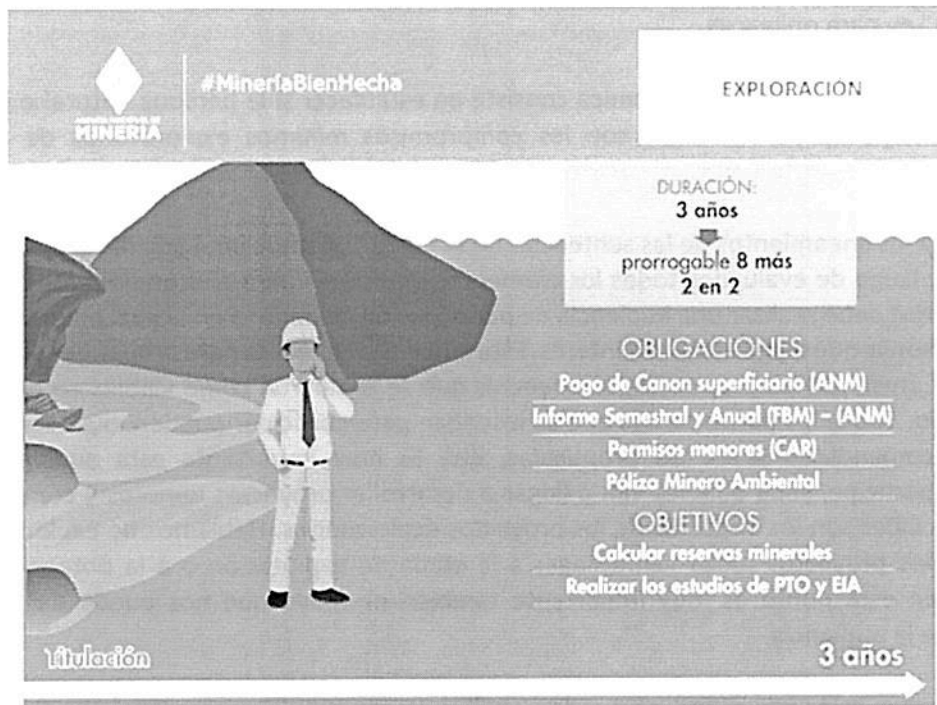 #MineríaBienHecha
MINERÍA
EXPLORACIÓN
DURACIÓN:
3 años
prorrogable 8 más
2 en 2
OBLIGACIONES
Pago de Canon superficiario (ANM)
Informe Semestral y Anual (FBM) – (ANM)
Permisos menores (CAR)
Póliza Minero Ambiental
OBJETIVOS
Calcular reservas minerales
Realizar los estudios de PTO y EIA
Titulación
3 años